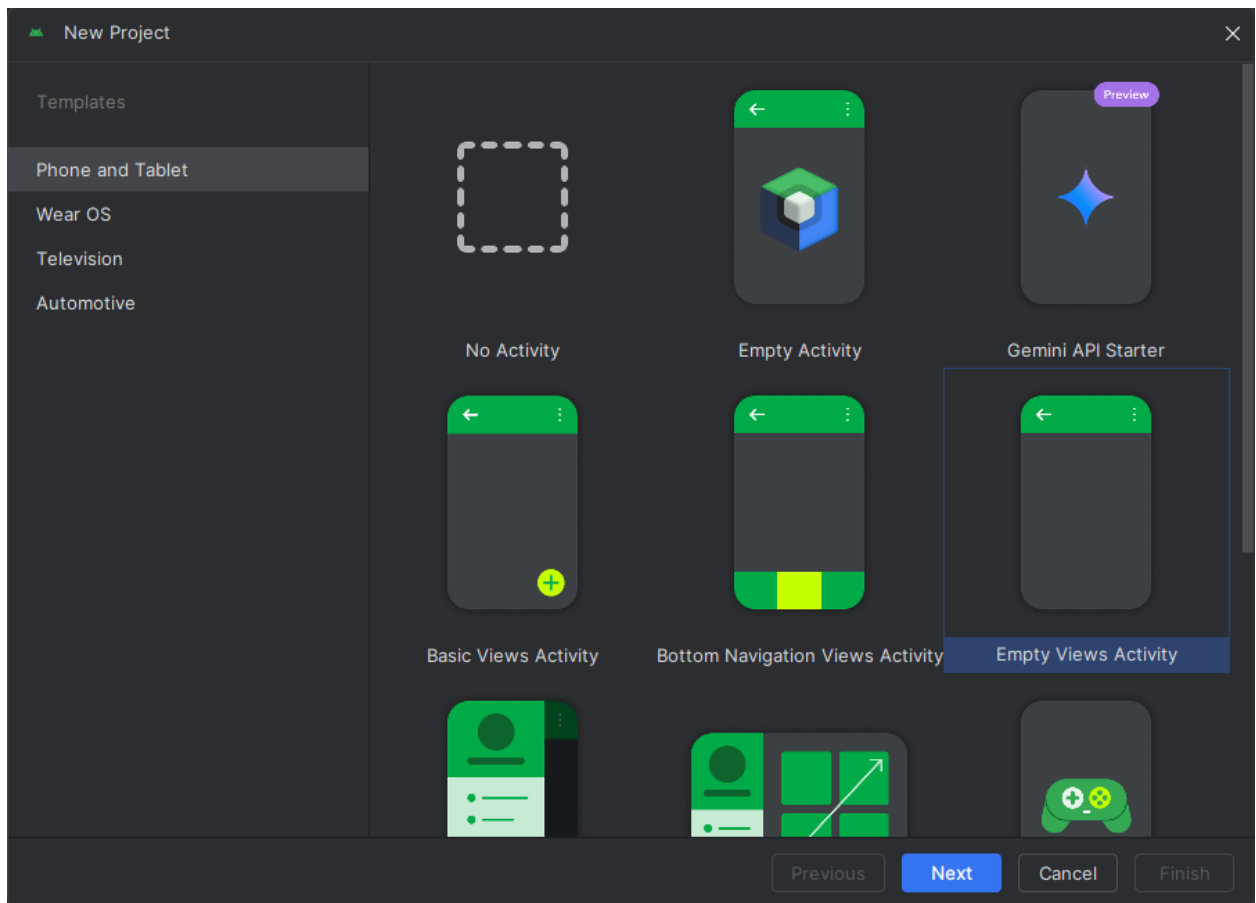 New Project
Templates
Phone and Tablet
Wear OS
Television
Automotive
Preview
No Activity
Empty Activity
Gemini API Starter
Basic Views Activity
Bottom Navigation Views Activity
Empty Views Activity
Previous
Next
Cancel
Finish